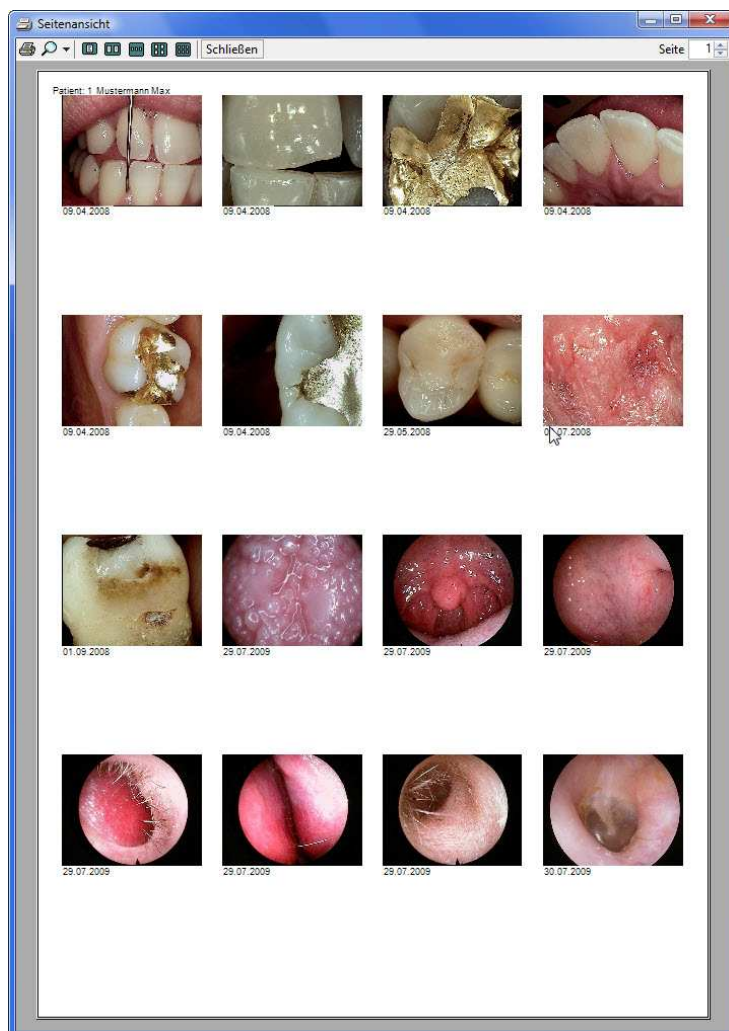 Seitenansicht
Schließen
Seite 1
Patient: 1 Mustermann Max
09.04.2008 09.04.2008 09.04.2008 09.04.2008
09.04.2008 09.04.2008 29.05.2008 07.2008
01.09.2008 29.07.2009 29.07.2009 29.07.2009
29.07.2009 29.07.2009 29.07.2009 30.07.2009